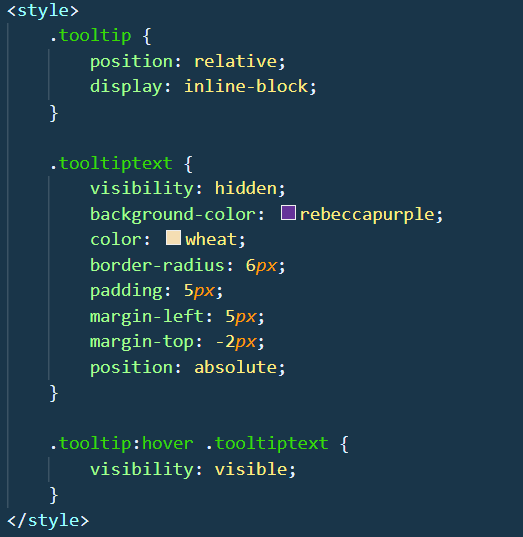 <style>
.tooltip {
position: relative;
display: inline-block;
}
.tooltiptext {
visibility: hidden;
background-color: rebeccapurple;
color: wheat;
border-radius: 6px;
padding: 5px;
margin-left: 5px;
margin-top: -2px;
position: absolute;
}
.tooltip:hover .tooltiptext {
visibility: visible;
}
</style>